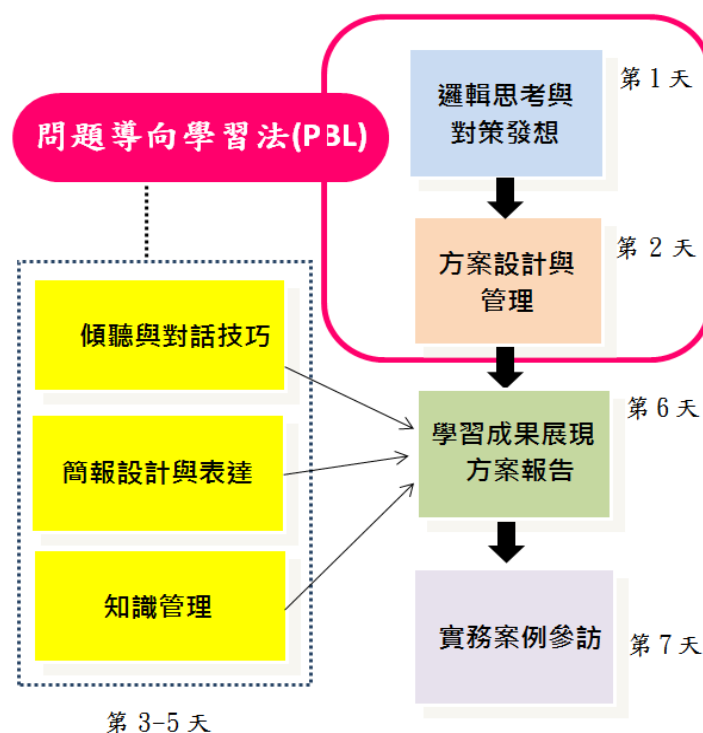 問題導向學習法(PBL)
邏輯思考與
對策發想
第 1 天
方案設計與
管理
第 2 天
傾聽與對話技巧
簡報設計與表達
知識管理
第 3-5 天
學習成果展現
方案報告
第 6 天
實務案例參訪
第 7 天